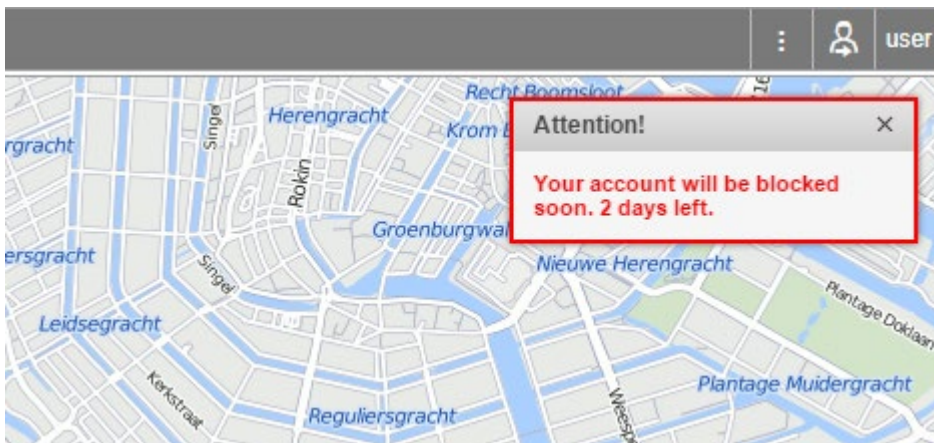 user
Recht Boomsloot
Herengracht
Krom
Singel
Rokin
Attention!
Your account will be blocked
soon. 2 days left.
rgracht
Groenburgwal
ersgracht
Singel
Nieuwe Herengracht
Plantage Doklaan
Leidsegracht
Kerkstraat
Plantage Muidergracht
Reguliersgracht
Weesp